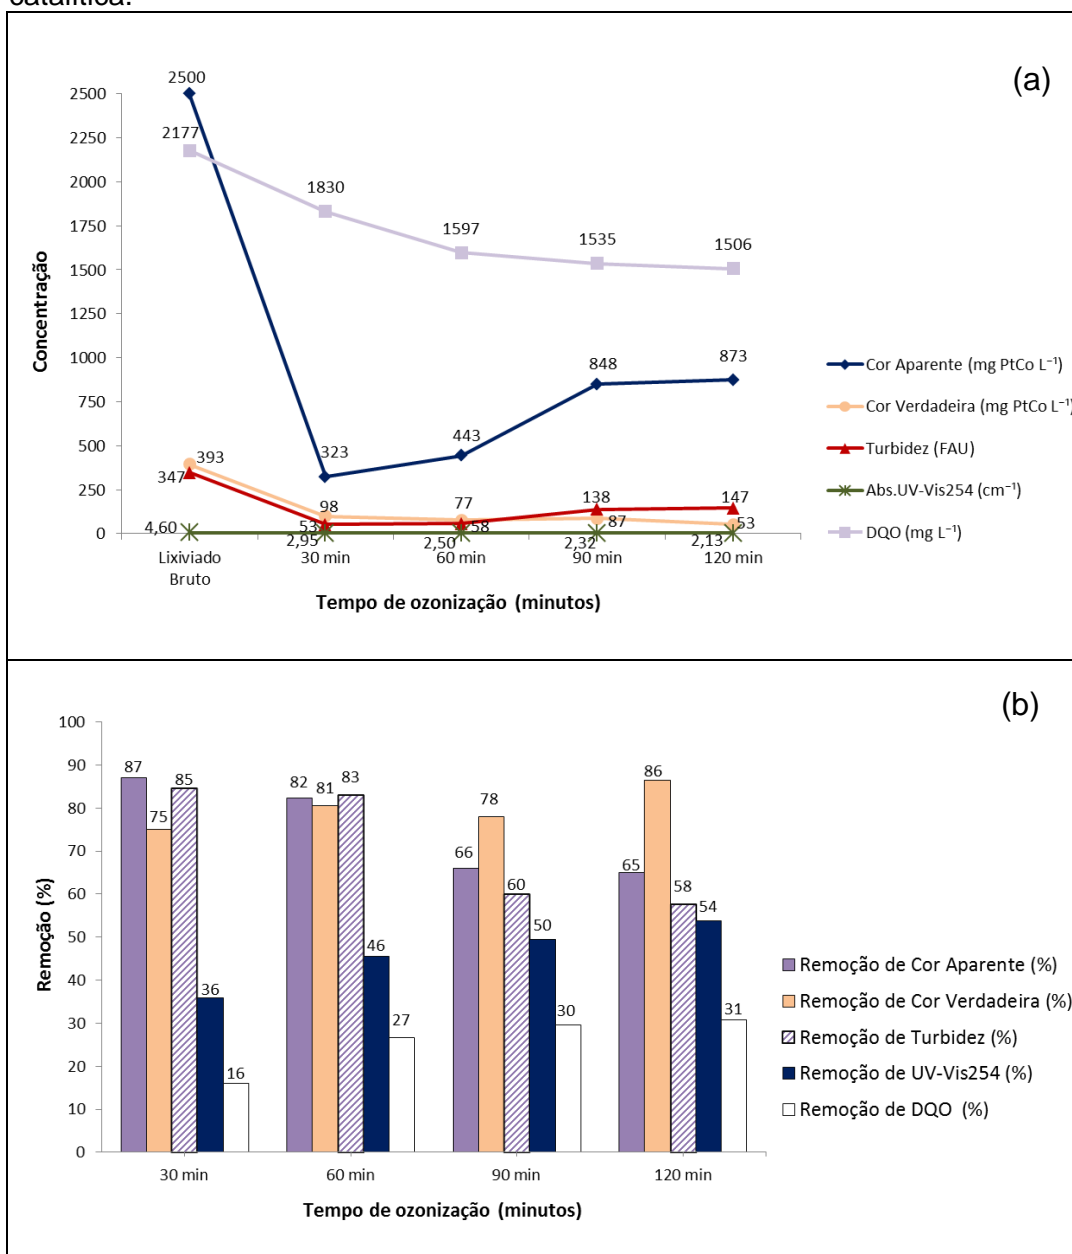 catalítica.
(a)
2500
2500
2250
2177
2000
1830
1750
1597
1535
1506
1500
1250
1000
848
873
750
443
500
323
393
347
250
98
77
138
147
53
58
87
53
4,60
0
2,95
2,50
2,32
2,13
Lixiviado
Bruto
30 min
60 min
90 min
120 min
Concentração
Tempo de ozonização (minutos)
Cor Aparente (mg PtCo L⁻¹)
Cor Verdadeira (mg PtCo L⁻¹)
Turbidez (FAU)
Abs.UV-Vis254 (cm⁻¹)
DQO (mg L⁻¹)
(b)
100
90
80
70
60
50
40
30
20
10
0
Remoção (%)
87
75
85
36
16
82
81
83
46
27
66
78
60
50
30
65
86
58
54
31
30 min
60 min
90 min
120 min
Tempo de ozonização (minutos)
Remoção de Cor Aparente (%)
Remoção de Cor Verdadeira (%)
Remoção de Turbidez (%)
Remoção de UV-Vis254 (%)
Remoção de DQO (%)